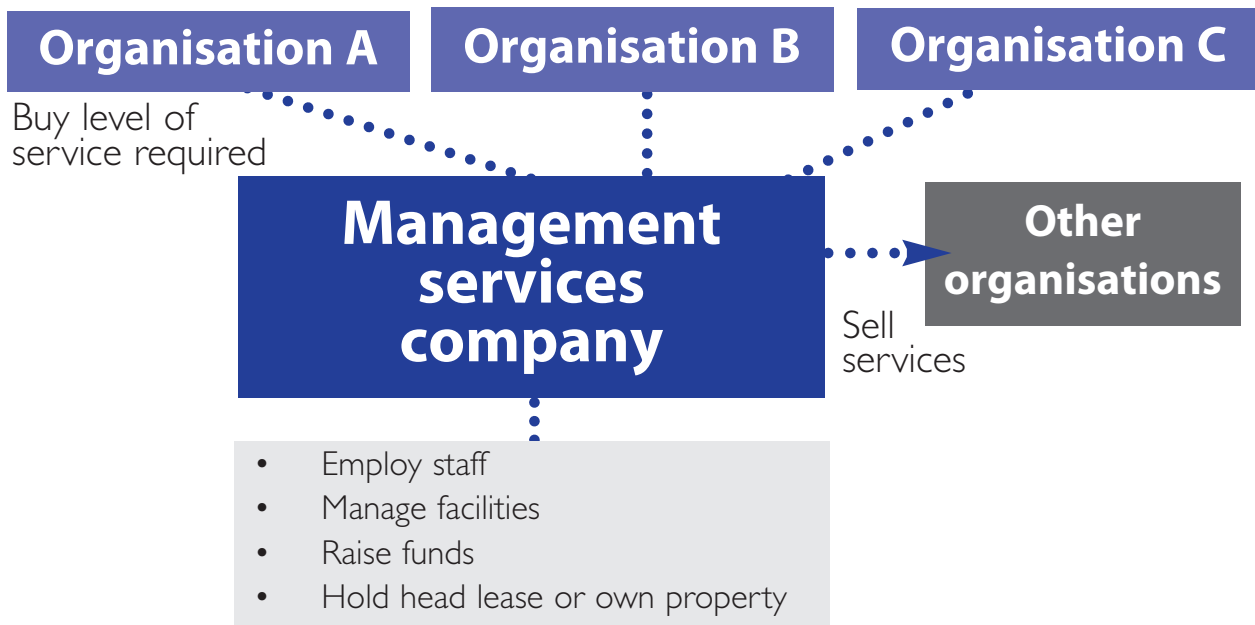 Organisation A
Organisation B
Organisation C
Buy level of
service required
Management
services
company
Other
organisations
Sell
services
• Employ staff
• Manage facilities
• Raise funds
• Hold head lease or own property